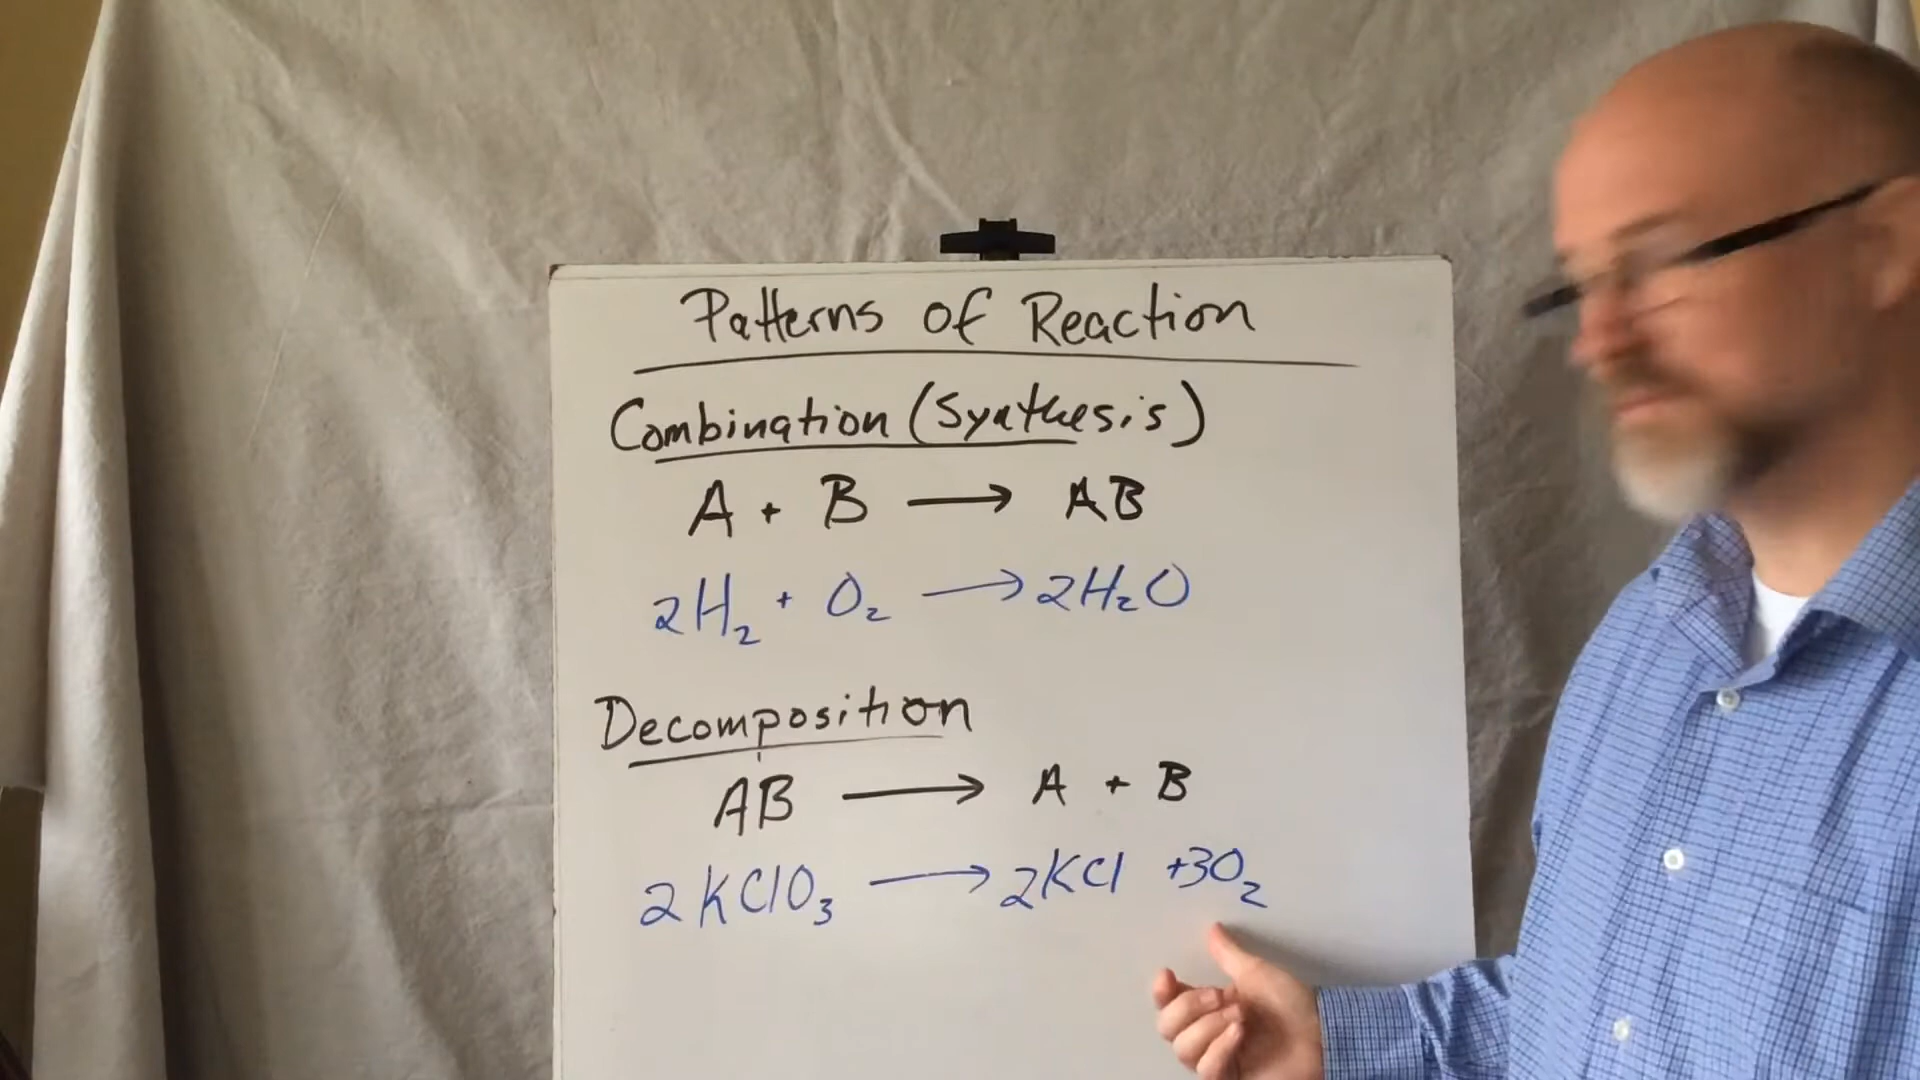 Patterns of Reaction
Combination (Synthesis)
A + B → AB
2H₂ + O₂ → 2H₂O
Decomposition
AB → A + B
2KClO₃ → 2KCl +3O₂